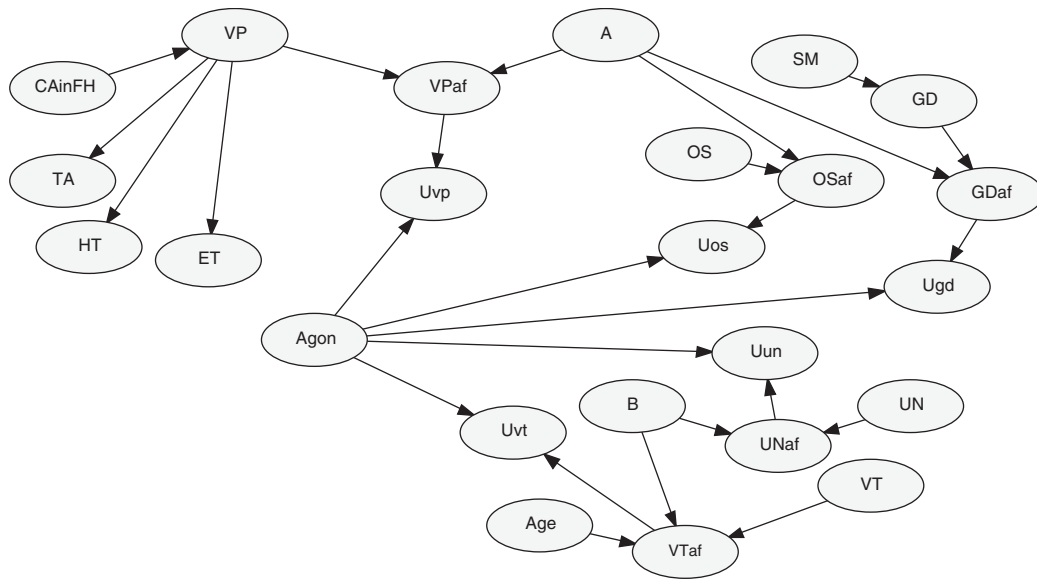 VP
A
SM
CAinFH
VPaf
GD
OS
TA
OSaf
Uvp
GDaf
HT
ET
Uos
Ugd
Agon
Uun
B
UN
Uvt
UNaf
VT
Age
VTaf